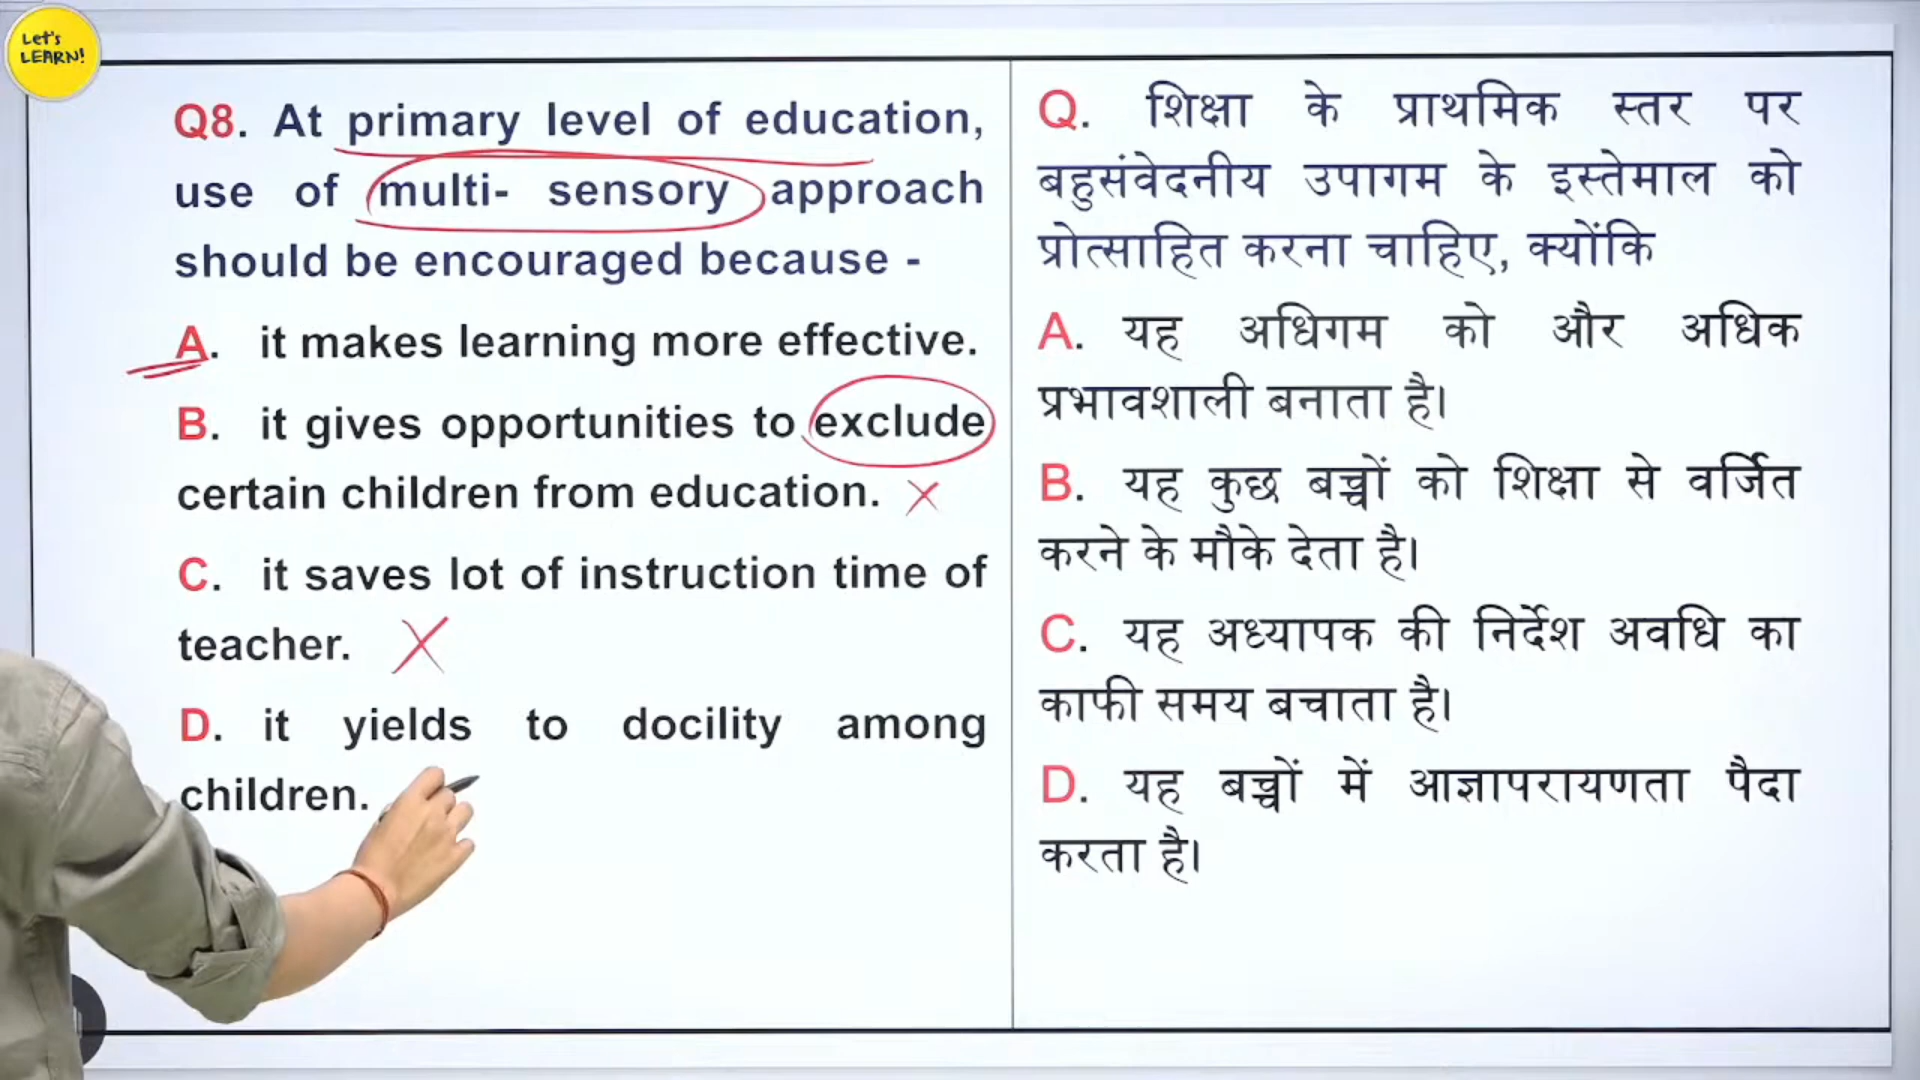 Let's
LEARN!
Q8. At primary level of education,
use of multi- sensory approach
should be encouraged because -
A. it makes learning more effective.
B. it gives opportunities to exclude
certain children from education.
C. it saves lot of instruction time of
teacher.
D. it yields to docility among
children.
Q. शिक्षा के प्राथमिक स्तर पर
बहुसंवेदनीय उपागम के इस्तेमाल को
प्रोत्साहित करना चाहिए, क्योंकि
A. यह अधिगम को और अधिक
प्रभावशाली बनाता है।
B. यह कुछ बच्चों को शिक्षा से वर्जित
करने के मौके देता है।
C. यह अध्यापक की निर्देश अवधि का
काफी समय बचाता है।
D. यह बच्चों में आज्ञापरायणता पैदा
करता है।